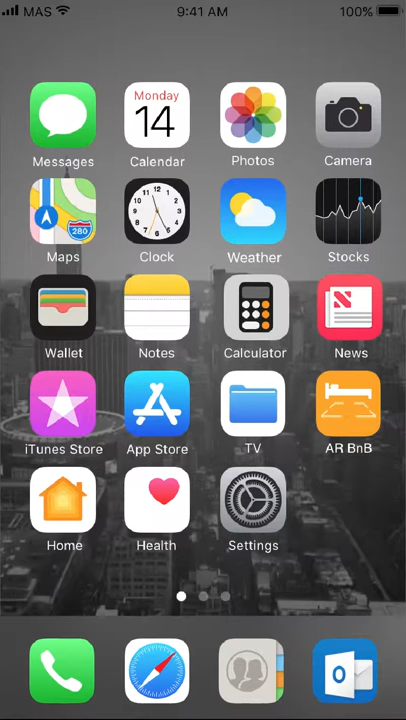 MAS 9:41 AM 100%
Monday
14
Messages Calendar Photos Camera
280
Maps Clock Weather Stocks
Wallet Notes Calculator News
iTunes Store App Store TV AR BnB
Home Health Settings
O